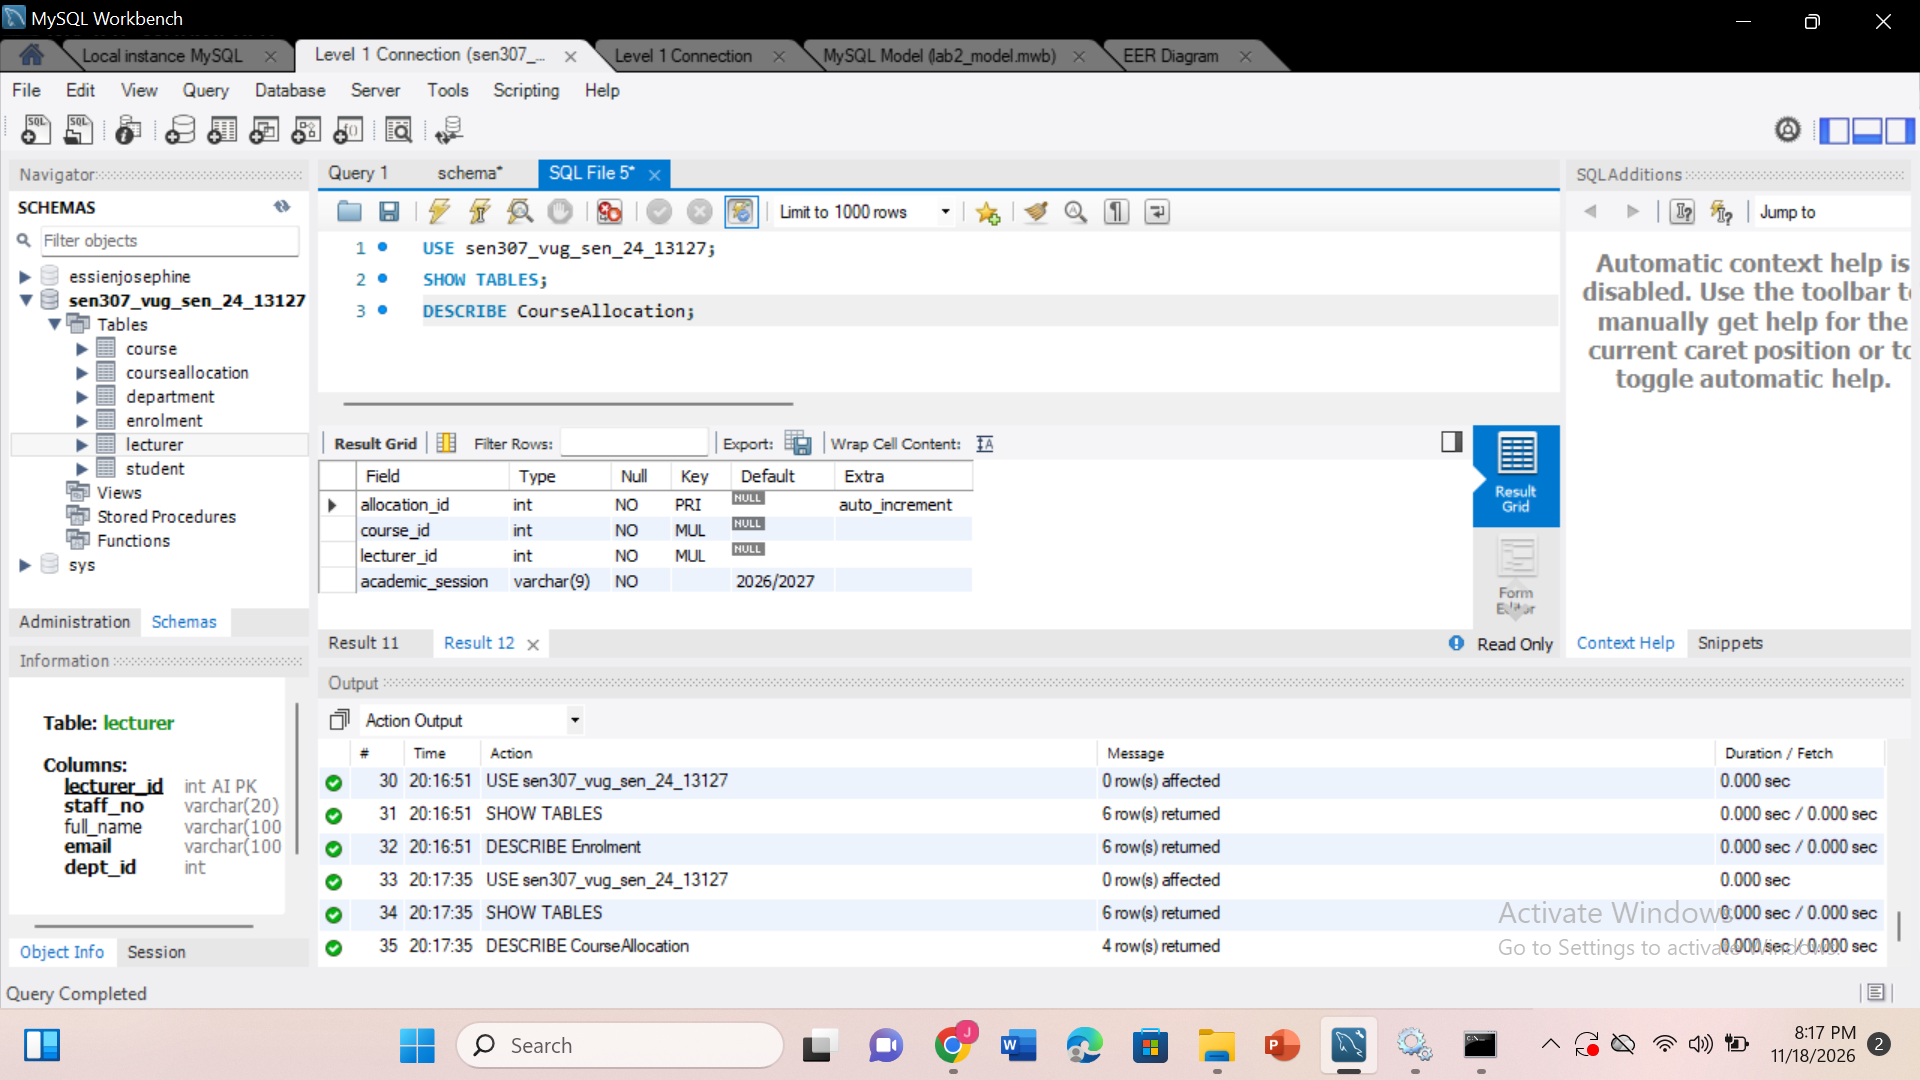 MySQL Workbench
Local instance MySQL
Level 1 Connection (sen307_...
Level 1 Connection
MySQL Model (lab2_model.mwb)
EER Diagram
File Edit View Query Database Server Tools Scripting Help
Navigator
SCHEMAS
Filter objects
essienjosephine
sen307_vug_sen_24_13127
Tables
course
courseallocation
department
enrolment
lecturer
student
Views
Stored Procedures
Functions
sys
Administration Schemas
Information
Table: lecturer
Columns:
lecturer_id int AI PK
staff_no varchar(20)
full_name varchar(100
email varchar(100
dept_id int
Object Info Session
Query Completed
Query 1 schema* SQL File 5*
Limit to 1000 rows
1 USE sen307_vug_sen_24_13127;
2 SHOW TABLES;
3 DESCRIBE CourseAllocation;
Result Grid Filter Rows: Export: Wrap Cell Content:
Field Type Null Key Default Extra
allocation_id int NO PRI NULL auto_increment
course_id int NO MUL NULL
lecturer_id int NO MUL NULL
academic_session varchar(9) NO 2026/2027
Result Grid
Form Editor
Result 11 Result 12
Read Only
SQLAdditions
Jump to
Automatic context help is
disabled. Use the toolbar t
manually get help for the
current caret position or to
toggle automatic help.
Context Help Snippets
Output
Action Output
# Time Action Message Duration / Fetch
30 20:16:51 USE sen307_vug_sen_24_13127 0 row(s) affected 0.000 sec
31 20:16:51 SHOW TABLES 6 row(s) returned 0.000 sec / 0.000 sec
32 20:16:51 DESCRIBE Enrolment 6 row(s) returned 0.000 sec / 0.000 sec
33 20:17:35 USE sen307_vug_sen_24_13127 0 row(s) affected 0.000 sec
34 20:17:35 SHOW TABLES 6 row(s) returned 0.000 sec / 0.000 sec
35 20:17:35 DESCRIBE CourseAllocation 4 row(s) returned 0.000 sec / 0.000 sec
Activate Windows
Go to Settings to activate Windows.
Search
J
8:17 PM
11/18/2026
2